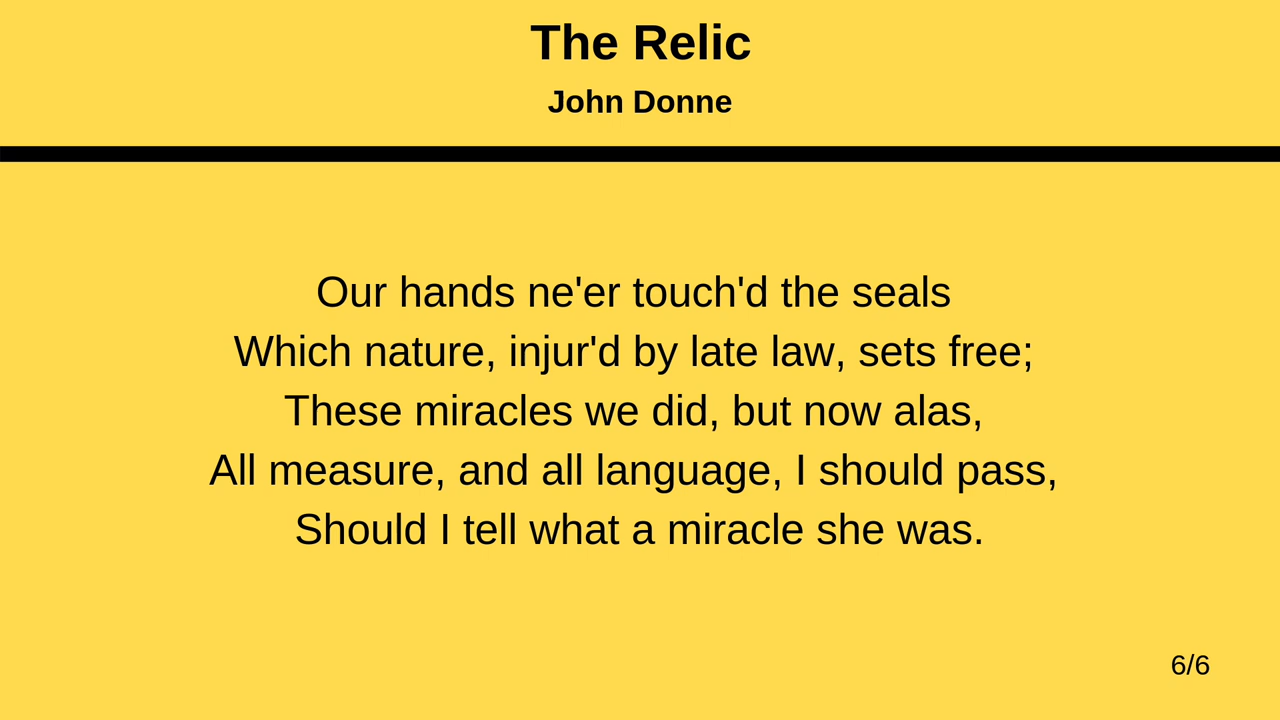 The Relic
John Donne
Our hands ne'er touch'd the seals
Which nature, injur'd by late law, sets free;
These miracles we did, but now alas,
All measure, and all language, I should pass,
Should I tell what a miracle she was.
6/6